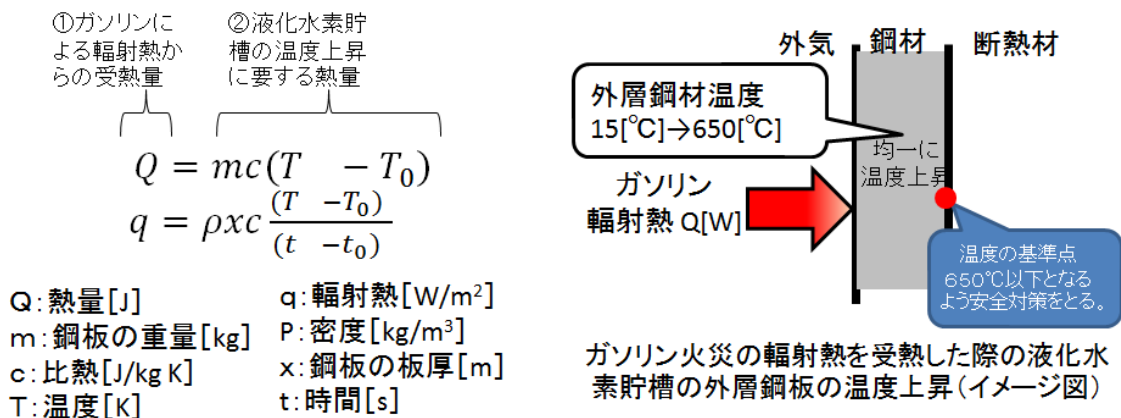 ①ガソリンに
よる輻射熱か
らの受熱量
②液化水素貯
槽の温度上昇
に要する熱量
Q = mc(T − T₀)
q = ρxc (T −T₀)/(t −t₀)
Q:熱量[J]
m:鋼板の重量[kg]
c:比熱[J/kg K]
T:温度[K]
q:輻射熱[W/m²]
P:密度[kg/m³]
x:鋼板の板厚[m]
t:時間[s]
外気 鋼材 断熱材
外層鋼材温度
15[℃]→650[℃]
均一に
温度上昇
ガソリン
輻射熱 Q[W]
温度の基準点
650℃以下となる
よう安全対策をとる。
ガソリン火災の輻射熱を受熱した際の液化水
素貯槽の外層鋼板の温度上昇(イメージ図)